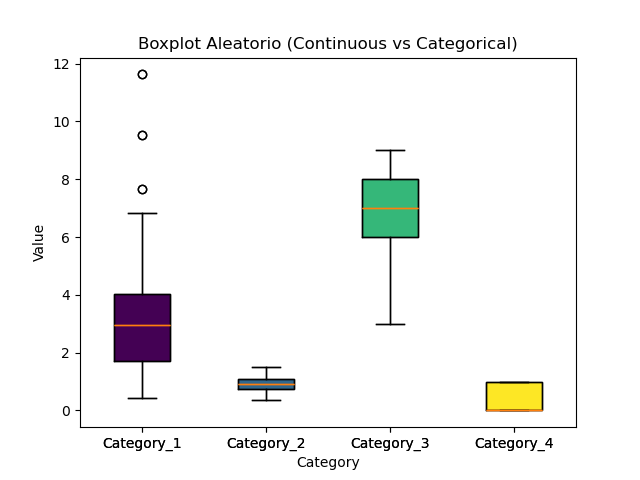 Boxplot Aleatorio (Continuous vs Categorical)
Value
12
10
8
6
4
2
0
Category_1 Category_2 Category_3 Category_4
Category